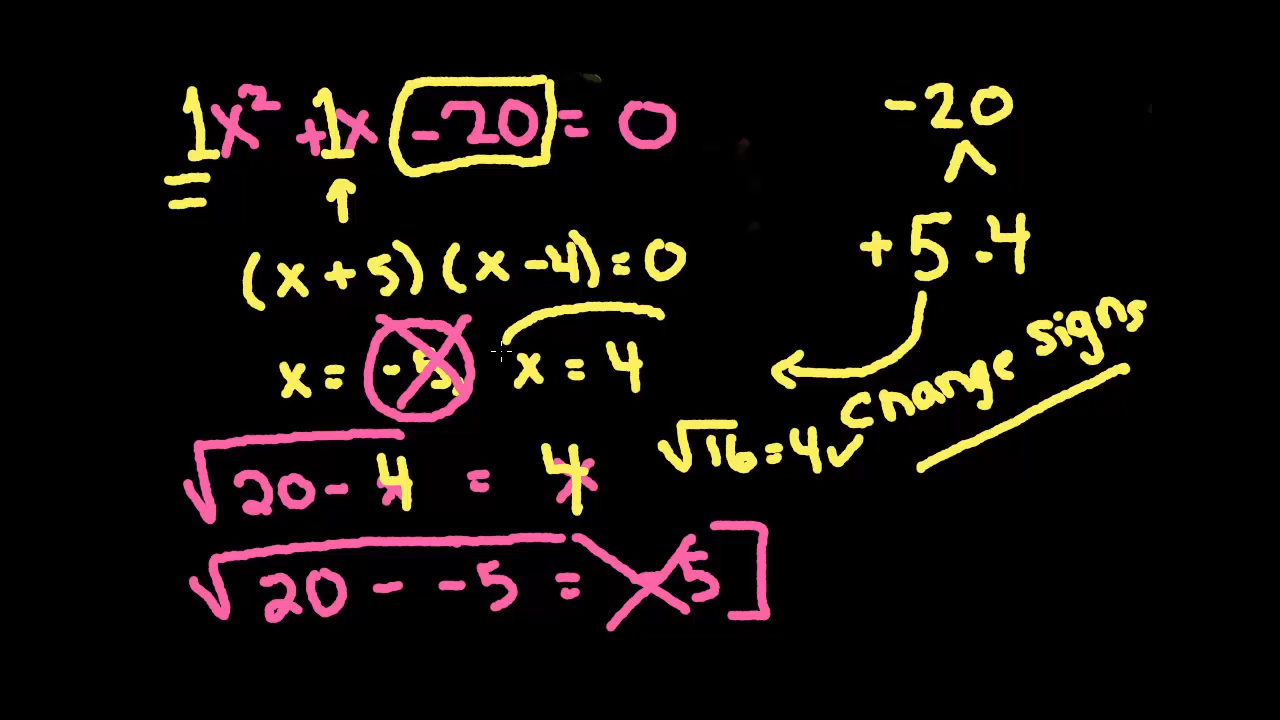 1x² + 1x - 20 = 0
-20
+5 -4
(x + 5) (x - 4) = 0
x = -5, x = 4
change signs
√16 = 4 ✓
√20 - 4 = 4
√20 - -5 = 5